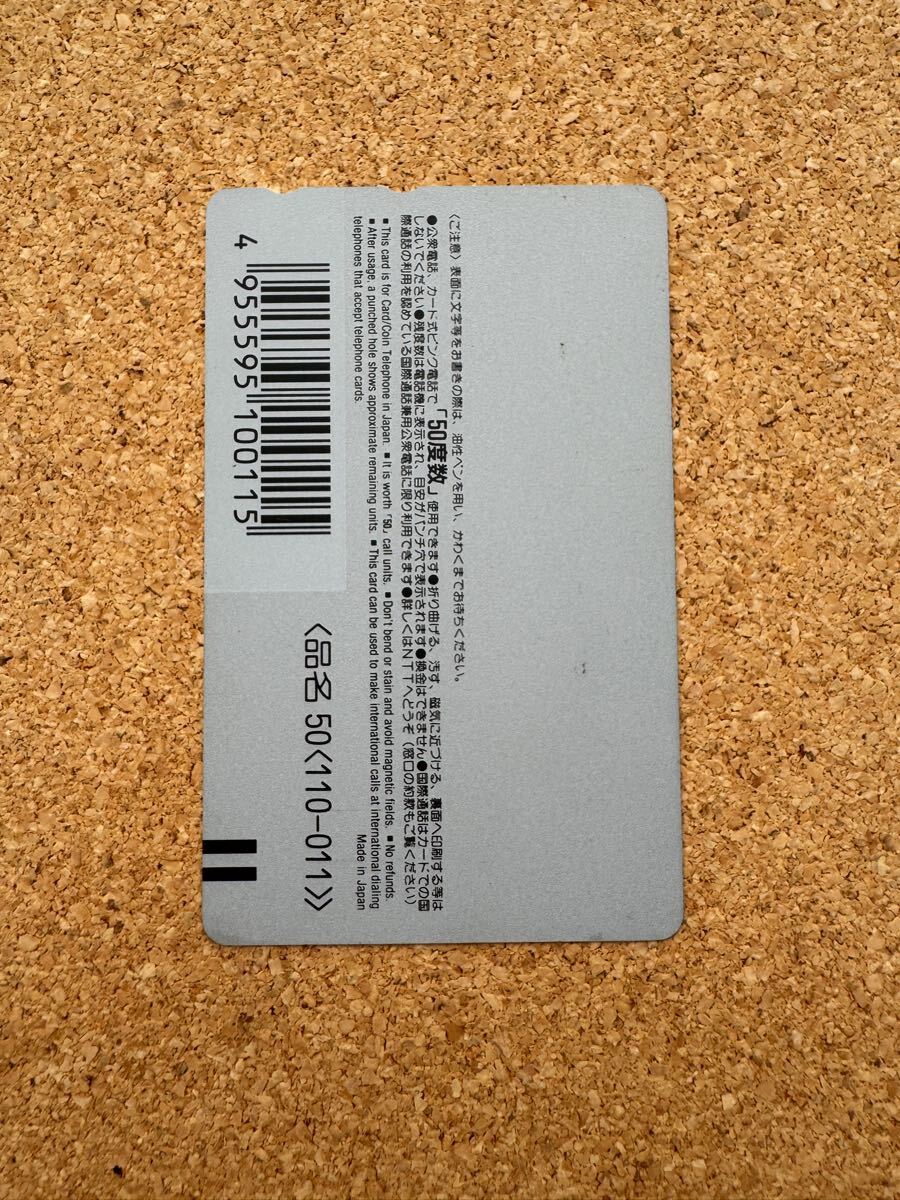 〈ご注意〉表面に文字等をお書きの際は、油性ペンを用い、かわくまでお待ちください。
●公衆電話、カード式ピンク電話で「50度数」使用できます●折り曲げる、汚す、磁気に近づける、裏面へ印刷する等は
しないでください●残度数は電話機に表示され、目安がパンチ穴で表示されます●換金はできません●国際通話はカードでの国
際通話の利用を認めている国際通話兼用公衆電話に限り利用できます●詳しくはNTTへどうぞ(窓口の約款もご覧ください)
■ This card is for Card/Coin Telephone in Japan. ■ It is worth「50」call units. ■ Don't bend or stain and avoid magnetic fields. ■ No refunds.
■ After usage, a punched hole shows approximate remaining units. ■ This card can be used to make international calls at international dialing
telephones that accept telephone cards. Made in Japan
4 955595 100115
〈品名 50〈110-011〉〉